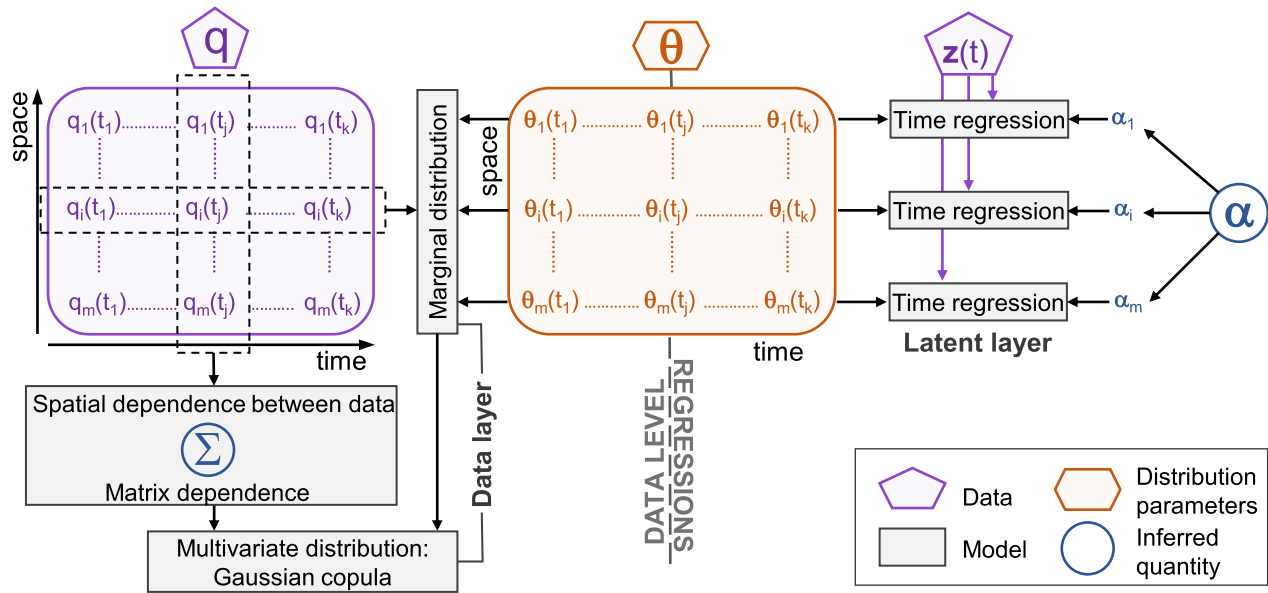 q
θ
z(t)
space
q1(t1)............ q1(tj) ........... q1(tk)
qi(t1)............. qi(tj) ........... qi(tk)
qm(t1)............ qm(tj) ........... qm(tk)
time
Marginal distribution
space
θ1(t1) .............. θ1(tj) .............. θ1(tk)
θi(t1) .............. θi(tj) .............. θi(tk)
θm(t1) .............. θm(tj) .............. θm(tk)
time
Time regression
α1
Time regression
αi
α
Time regression
αm
Latent layer
Spatial dependence between data
Σ
Matrix dependence
Multivariate distribution:
Gaussian copula
Data layer
DATA LEVEL
REGRESSIONS
Data
Distribution
parameters
Model
Inferred
quantity